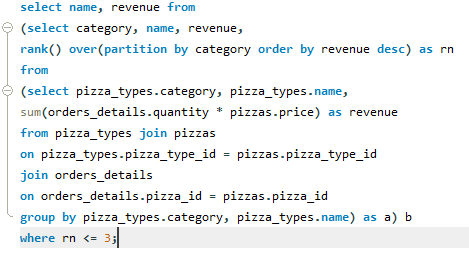 select name, revenue from
(select category, name, revenue,
rank() over(partition by category order by revenue desc) as rn
from
(select pizza_types.category, pizza_types.name,
sum(orders_details.quantity * pizzas.price) as revenue
from pizza_types join pizzas
on pizza_types.pizza_type_id = pizzas.pizza_type_id
join orders_details
on orders_details.pizza_id = pizzas.pizza_id
group by pizza_types.category, pizza_types.name) as a) b
where rn <= 3;